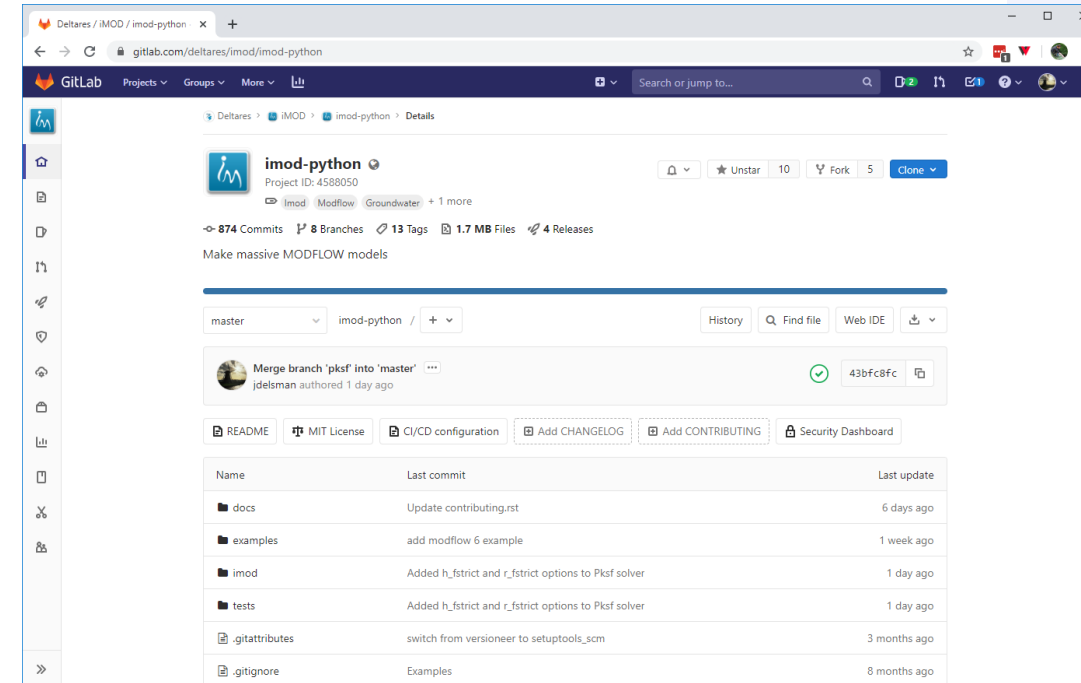 Deltares / iMOD / imod-python
gitlab.com/deltares/imod/imod-python
1
GitLab Projects Groups More Search or jump to... 2 1
Deltares > iMOD > imod-python > Details
im
imod-python
Project ID: 4588050
Unstar 10 Fork 5 Clone
Imod Modflow Groundwater + 1 more
874 Commits 8 Branches 13 Tags 1.7 MB Files 4 Releases
Make massive MODFLOW models
master imod-python / + History Find file Web IDE
Merge branch 'pksf' into 'master' ...
jdelsman authored 1 day ago
43bfc8fc
README MIT License CI/CD configuration Add CHANGELOG Add CONTRIBUTING Security Dashboard
Name Last commit Last update
docs Update contributing.rst 6 days ago
examples add modflow 6 example 1 week ago
imod Added h_fstrict and r_fstrict options to Pksf solver 1 day ago
tests Added h_fstrict and r_fstrict options to Pksf solver 1 day ago
.gitattributes switch from versioneer to setuptools_scm 3 months ago
.gitignore Examples 8 months ago